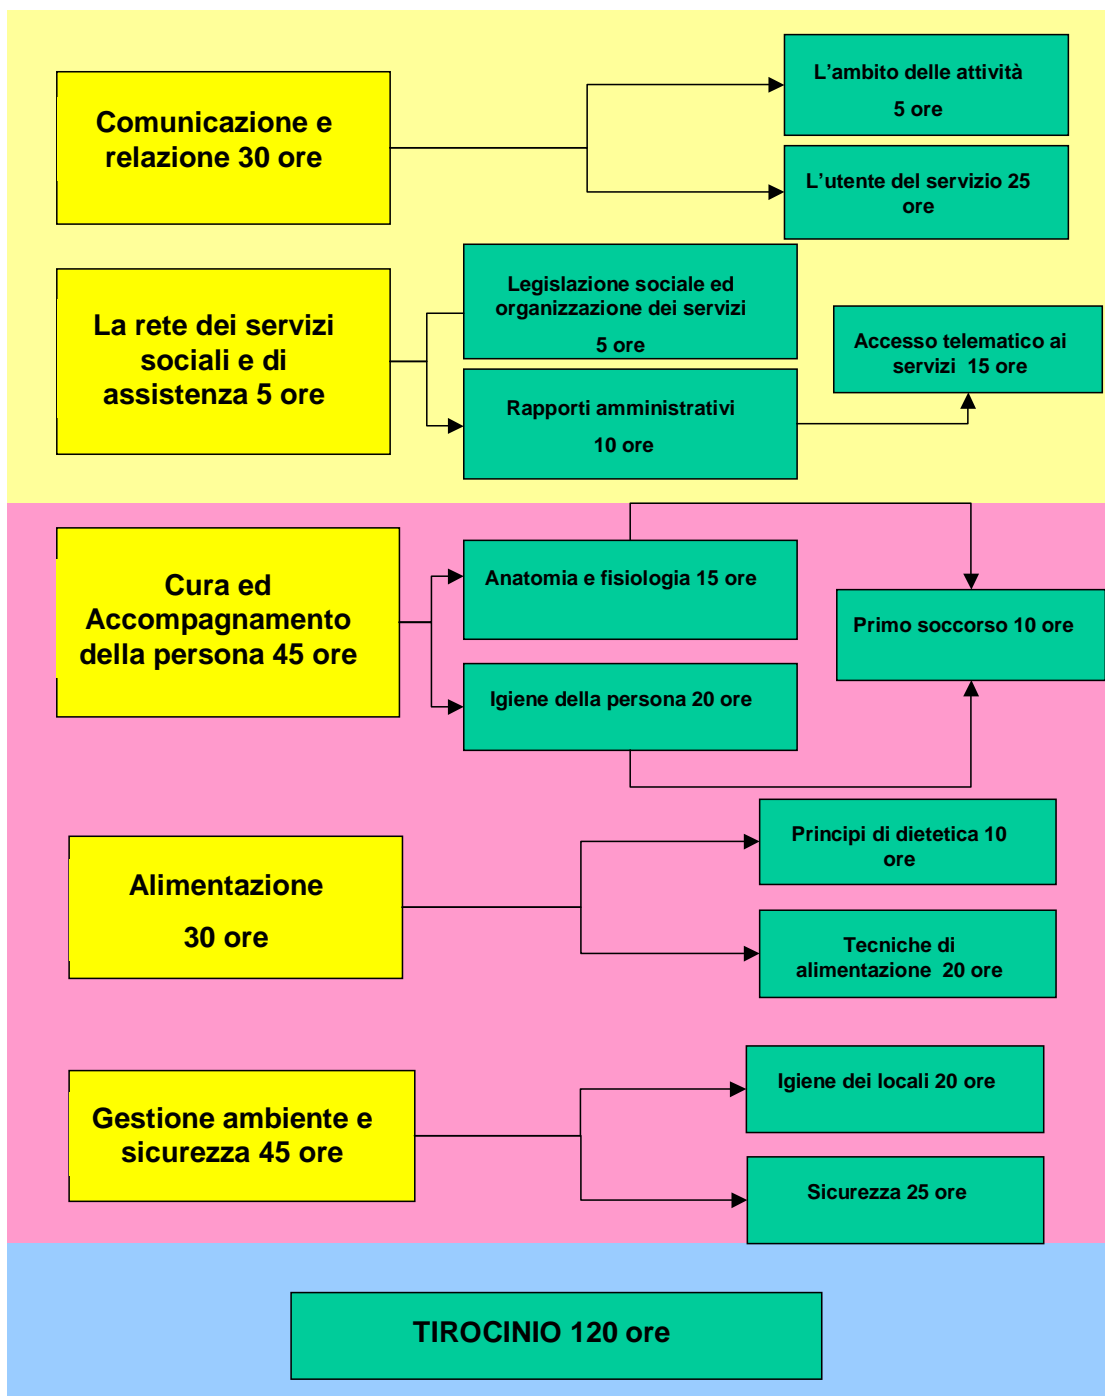 Comunicazione e
relazione 30 ore
L’ambito delle attività
5 ore
L’utente del servizio 25
ore
La rete dei servizi
sociali e di
assistenza 5 ore
Legislazione sociale ed
organizzazione dei servizi
5 ore
Rapporti amministrativi
10 ore
Accesso telematico ai
servizi 15 ore
Cura ed
Accompagnamento
della persona 45 ore
Anatomia e fisiologia 15 ore
Igiene della persona 20 ore
Primo soccorso 10 ore
Alimentazione
30 ore
Principi di dietetica 10
ore
Tecniche di
alimentazione 20 ore
Gestione ambiente e
sicurezza 45 ore
Igiene dei locali 20 ore
Sicurezza 25 ore
TIROCINIO 120 ore